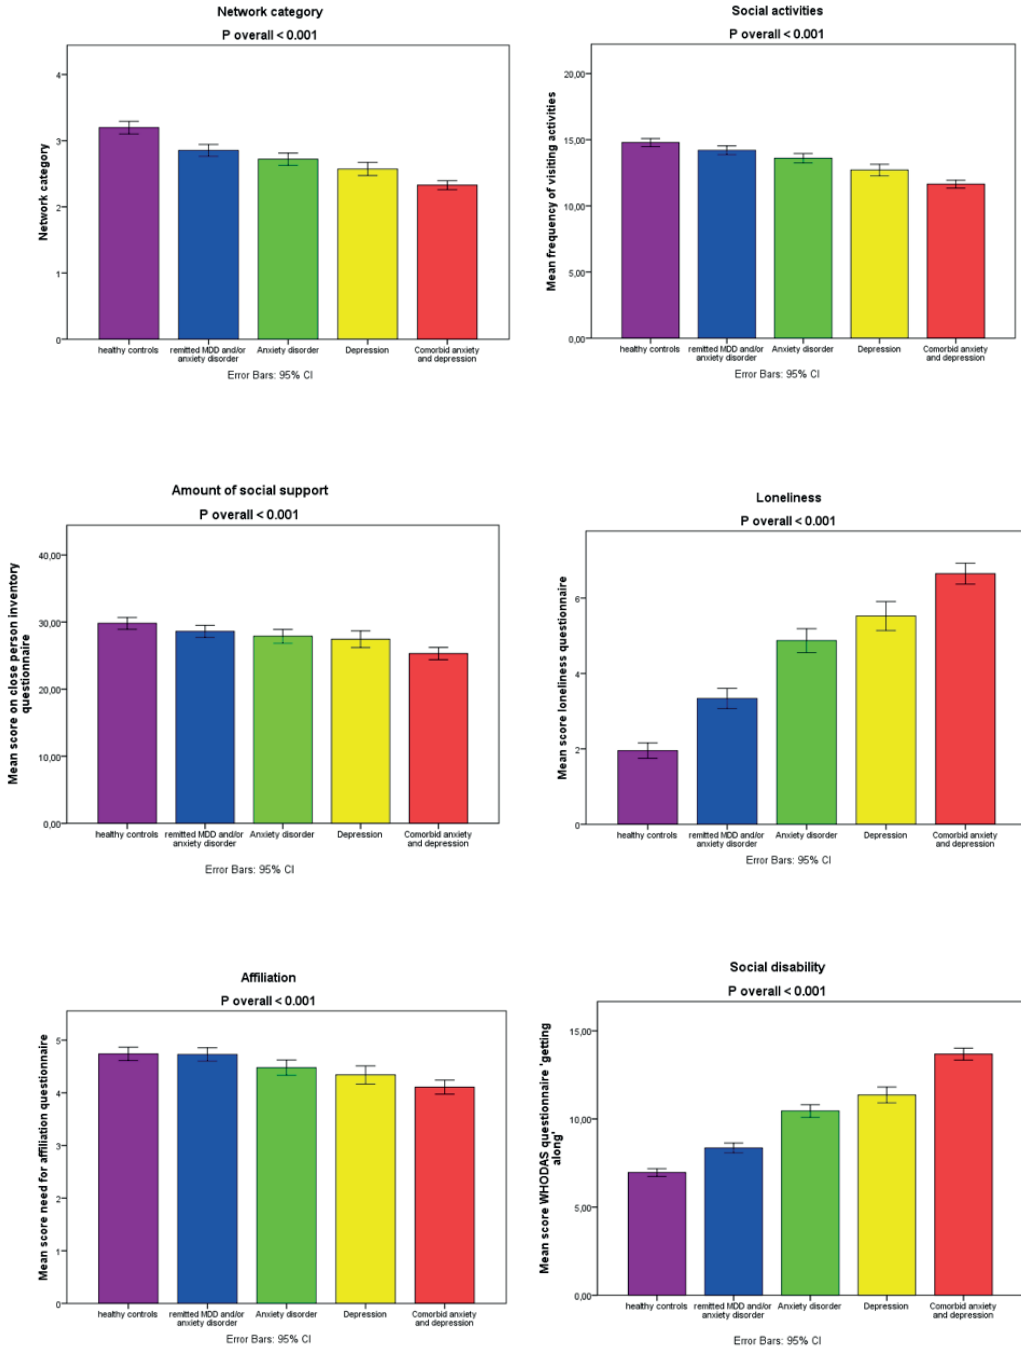 Network category
P overall < 0.001
Network category
4
3
2
1
0
healthy controls
remitted MDD and/or
anxiety disorder
Anxiety disorder
Depression
Comorbid anxiety
and depression
Error Bars: 95% CI
Social activities
P overall < 0.001
Mean frequency of visiting activities
20,00
15,00
10,00
5,00
0,00
healthy controls
remitted MDD and/or
anxiety disorder
Anxiety disorder
Depression
Comorbid anxiety
and depression
Error Bars: 95% CI
Amount of social support
P overall < 0.001
Mean score on close person inventory
questionnaire
40,00
30,00
20,00
10,00
0,00
healthy controls
remitted MDD and/or
anxiety disorder
Anxiety disorder
Depression
Comorbid anxiety
and depression
Error Bars: 95% CI
Loneliness
P overall < 0.001
Mean score loneliness questionnaire
6
4
2
0
healthy controls
remitted MDD and/or
anxiety disorder
Anxiety disorder
Depression
Comorbid anxiety
and depression
Error Bars: 95% CI
Affiliation
P overall < 0.001
Mean score need for affiliation questionnaire
5
4
3
2
1
0
healthy controls
remitted MDD and/or
anxiety disorder
Anxiety disorder
Depression
Comorbid anxiety
and depression
Error Bars: 95% CI
Social disability
P overall < 0.001
Mean score WHODAS questionnaire 'getting
along'
15,00
10,00
5,00
0,00
healthy controls
remitted MDD and/or
anxiety disorder
Anxiety disorder
Depression
Comorbid anxiety
and depression
Error Bars: 95% CI